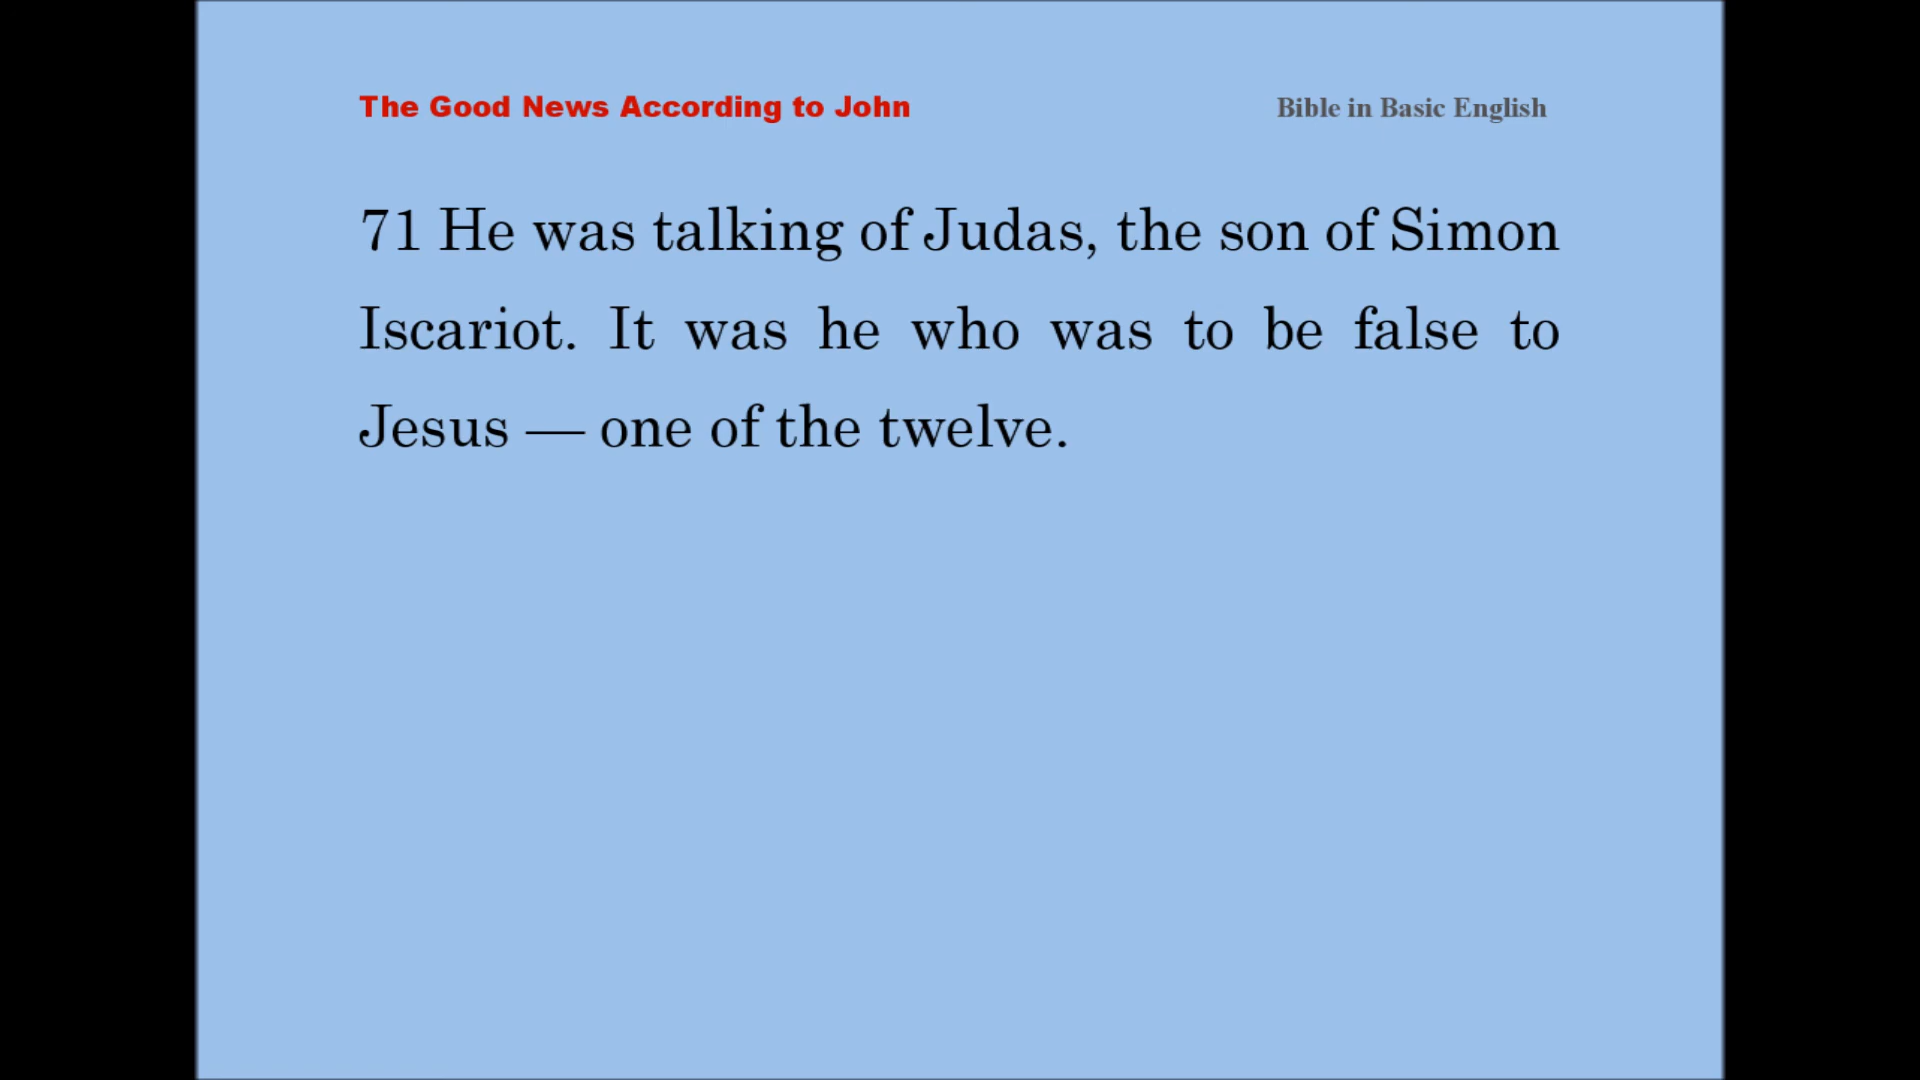 The Good News According to John
Bible in Basic English
71 He was talking of Judas, the son of Simon
Iscariot. It was he who was to be false to
Jesus — one of the twelve.